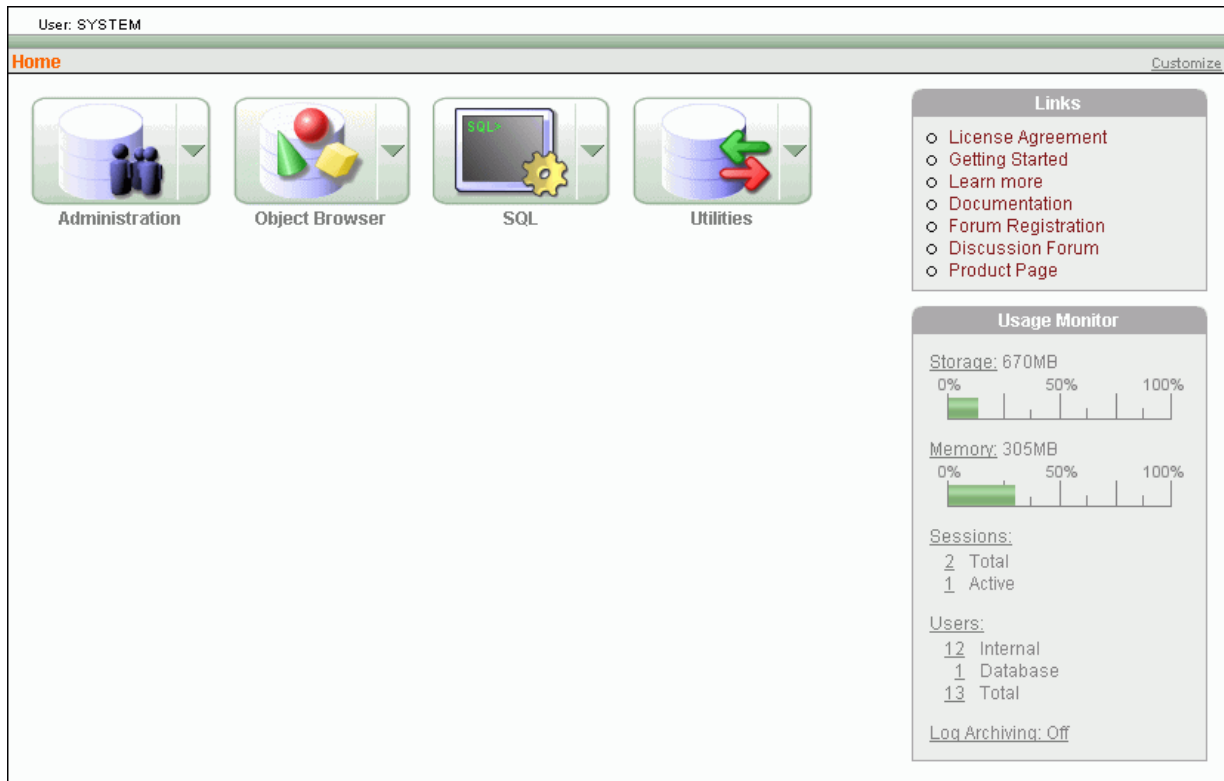 User: SYSTEM
Home
Customize
SQL>
Administration
Object Browser
SQL
Utilities
Links
License Agreement
Getting Started
Learn more
Documentation
Forum Registration
Discussion Forum
Product Page
Usage Monitor
Storage: 670MB
0% 50% 100%
Memory: 305MB
0% 50% 100%
Sessions:
2 Total
1 Active
Users:
12 Internal
1 Database
13 Total
Log Archiving: Off